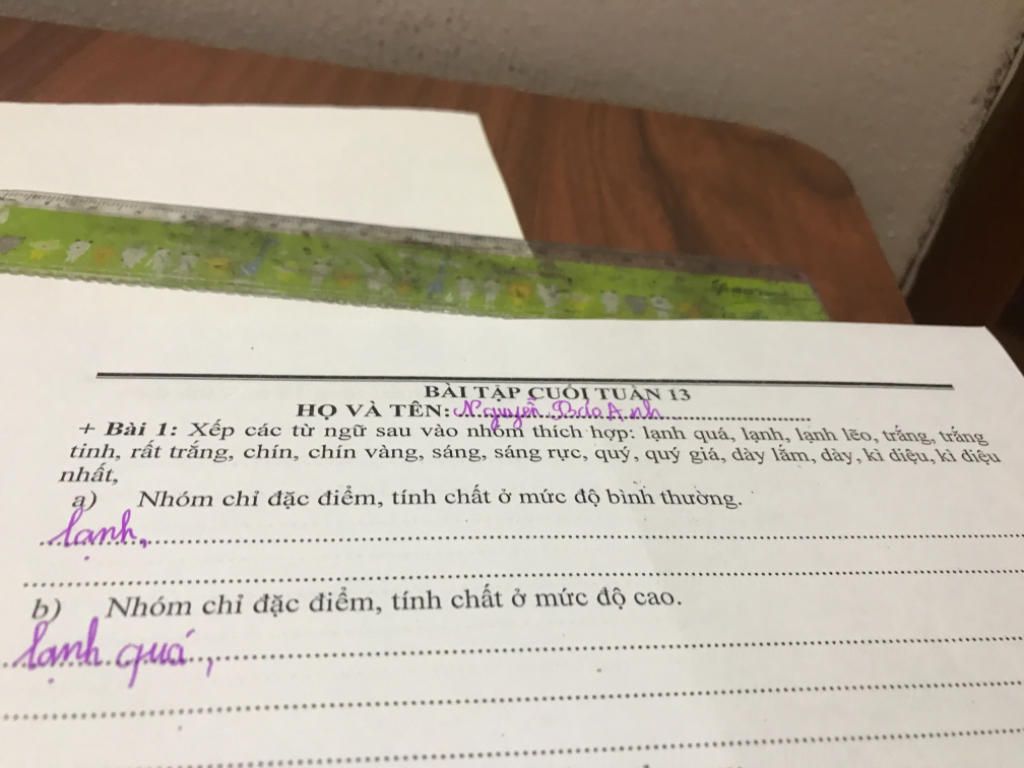 BÀI TẬP CUỐI TUẦN 13
HỌ VÀ TÊN: Nguyễn Bảo Anh
+ Bài 1: Xếp các từ ngữ sau vào nhóm thích hợp: lạnh quá, lạnh, lạnh lẽo, trắng, trắng
tinh, rất trắng, chín, chín vàng, sáng, sáng rực, quý, quý giá, dày lắm, dày, kì diệu, kì diệu
nhất,
a) Nhóm chỉ đặc điểm, tính chất ở mức độ bình thường.
lạnh,
b) Nhóm chỉ đặc điểm, tính chất ở mức độ cao.
lạnh quá,